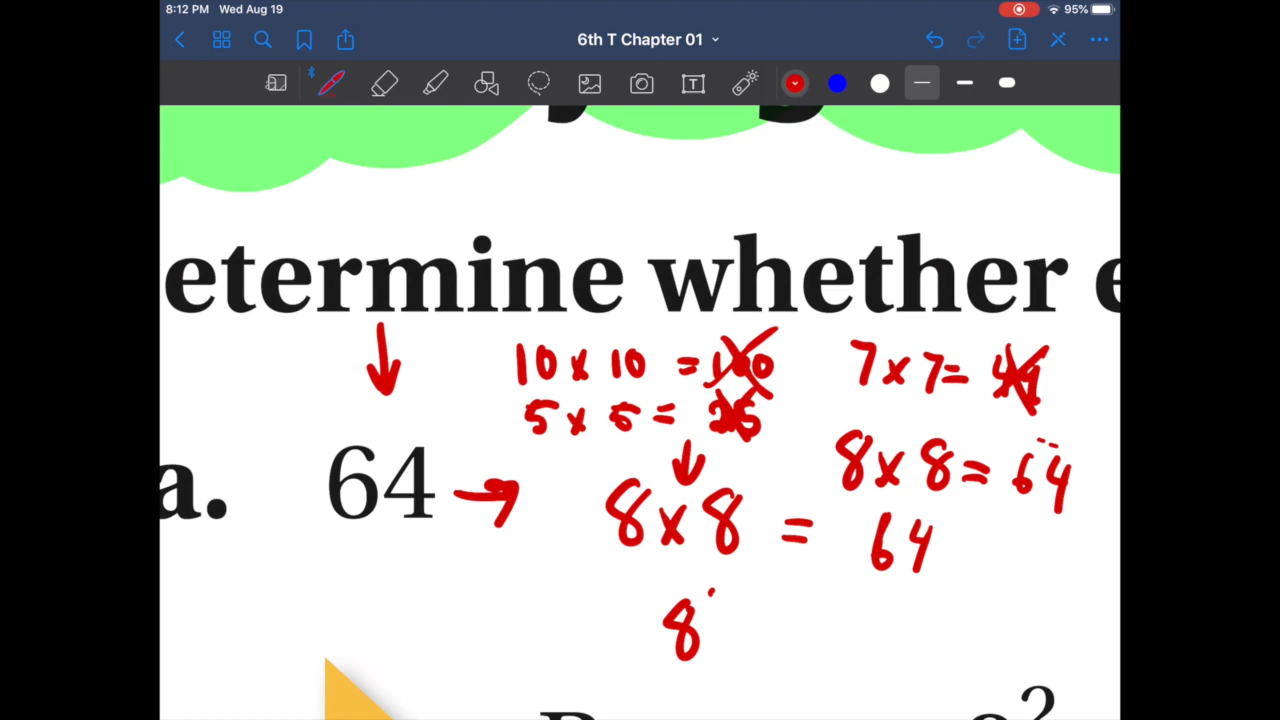 8:12 PM Wed Aug 19
95%
6th T Chapter 01
T
etermine whether e
10 x 10 = 100
7 x 7 = 49
5 x 5 = 25
8 x 8 = 64
a. 64 → 8 x 8 = 64
8
2